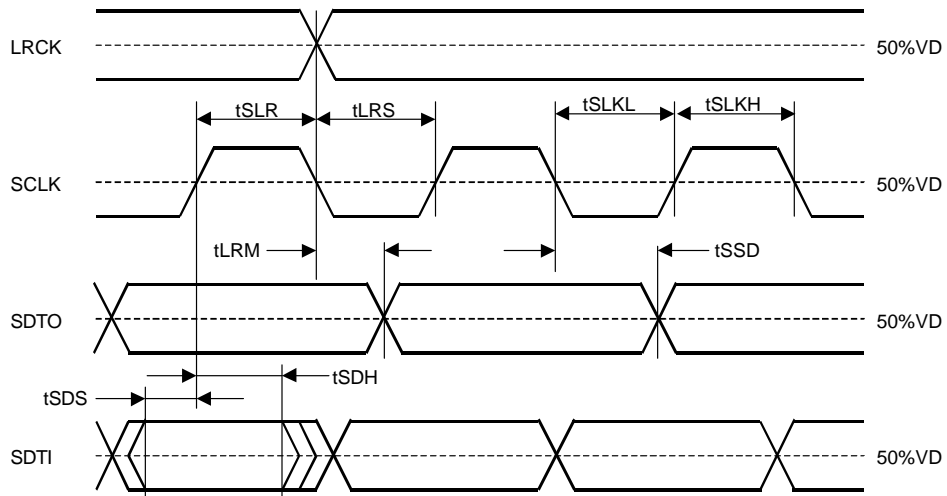 LRCK 50%VD
tSLR tLRS tSLKL tSLKH
SCLK 50%VD
tLRM tSSD
SDTO 50%VD
tSDH
tSDS
SDTI 50%VD